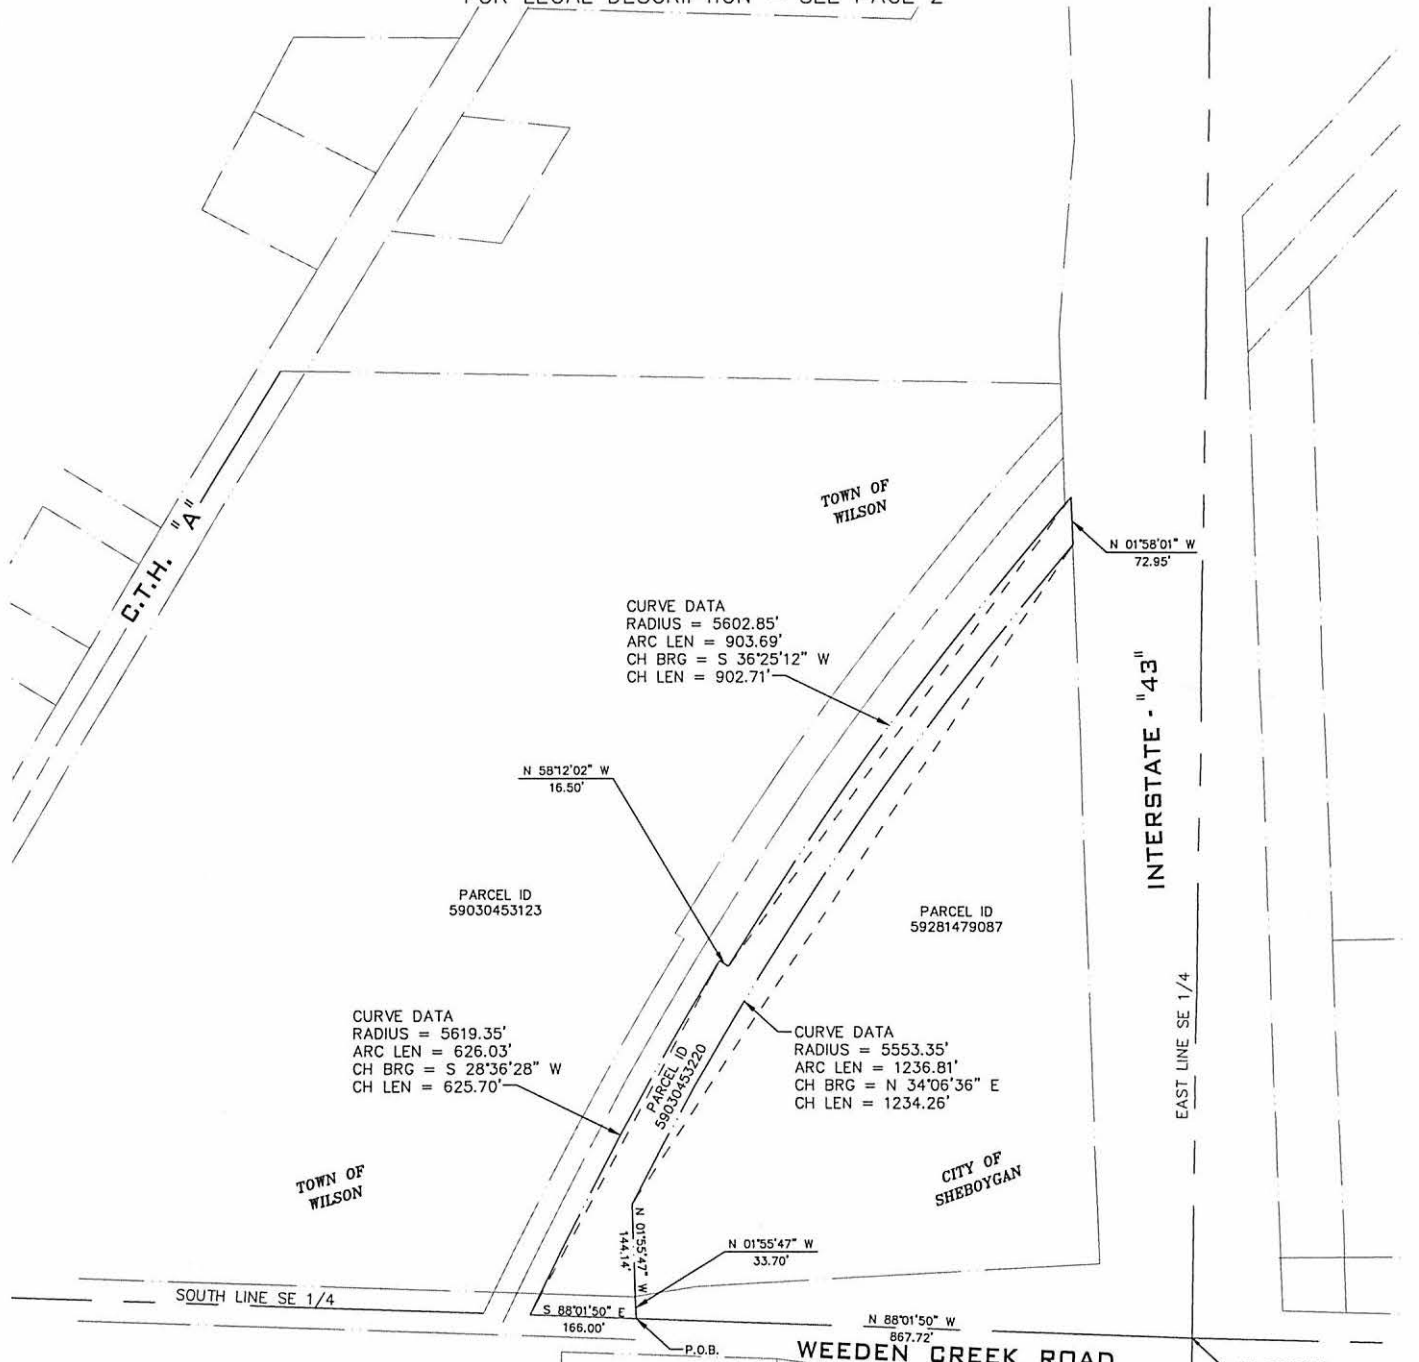 TOWN OF
WILSON
C.T.H. "A"
N 01°58'01" W
72.95'
CURVE DATA
RADIUS = 5602.85'
ARC LEN = 903.69'
CH BRG = S 36°25'12" W
CH LEN = 902.71'
INTERSTATE - "43"
N 58°12'02" W
16.50'
PARCEL ID
59030453123
PARCEL ID
59281479087
CURVE DATA
RADIUS = 5619.35'
ARC LEN = 626.03'
CH BRG = S 28°36'28" W
CH LEN = 625.70'
PARCEL ID
59030453220
CURVE DATA
RADIUS = 5553.35'
ARC LEN = 1236.81'
CH BRG = N 34°06'36" E
CH LEN = 1234.26'
EAST LINE SE 1/4
TOWN OF
WILSON
CITY OF
SHEBOYGAN
N 01°55'47" W
144.14'
N 01°55'47" W
33.70'
SOUTH LINE SE 1/4
S 88°01'50" E
166.00'
N 88°01'50" W
867.72'
P.O.B.
WEEDEN CREEK ROAD